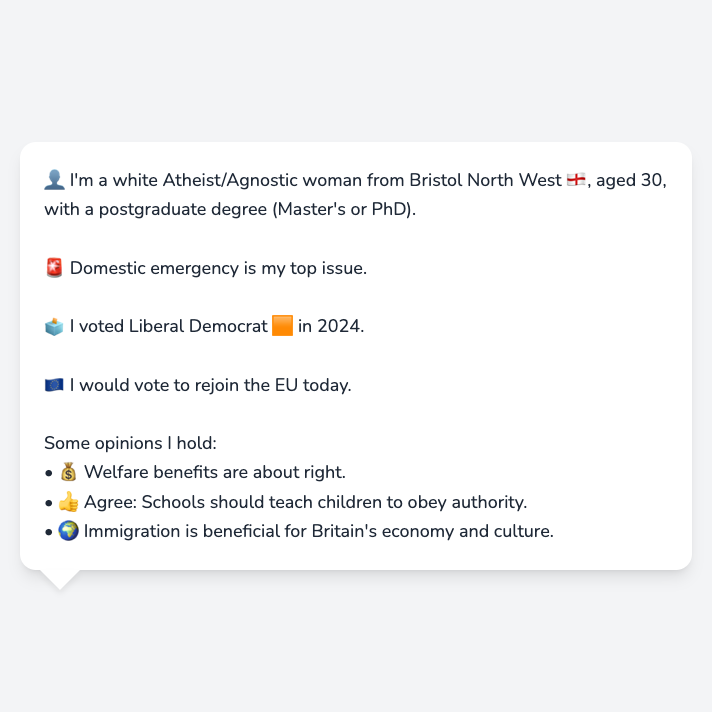 👤 I'm a white Atheist/Agnostic woman from Bristol North West 🏴󠁧󠁢󠁥󠁮󠁧󠁿, aged 30,
with a postgraduate degree (Master's or PhD).
🚨 Domestic emergency is my top issue.
🗳️ I voted Liberal Democrat 🟧 in 2024.
🇪🇺 I would vote to rejoin the EU today.
Some opinions I hold:
• 💰 Welfare benefits are about right.
• 👍 Agree: Schools should teach children to obey authority.
• 🌍 Immigration is beneficial for Britain's economy and culture.